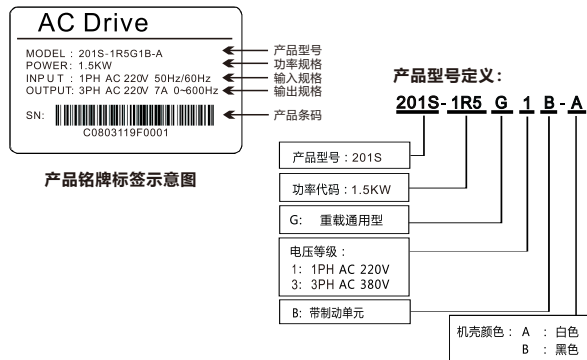 AC Drive
MODEL : 201S-1R5G1B-A
产品型号
POWER: 1.5KW
功率规格
INPUT : 1PH AC 220V 50Hz/60Hz
输入规格
OUTPUT: 3PH AC 220V 7A 0~600Hz
输出规格
SN:
产品条码
C0803119F0001
产品铭牌标签示意图
产品型号定义:
201S-1R5 G 1 B-A
产品型号 : 201S
功率代码 : 1.5KW
G: 重载通用型
电压等级 :
1: 1PH AC 220V
3: 3PH AC 380V
B: 带制动单元
机壳颜色 : A : 白色
B : 黑色